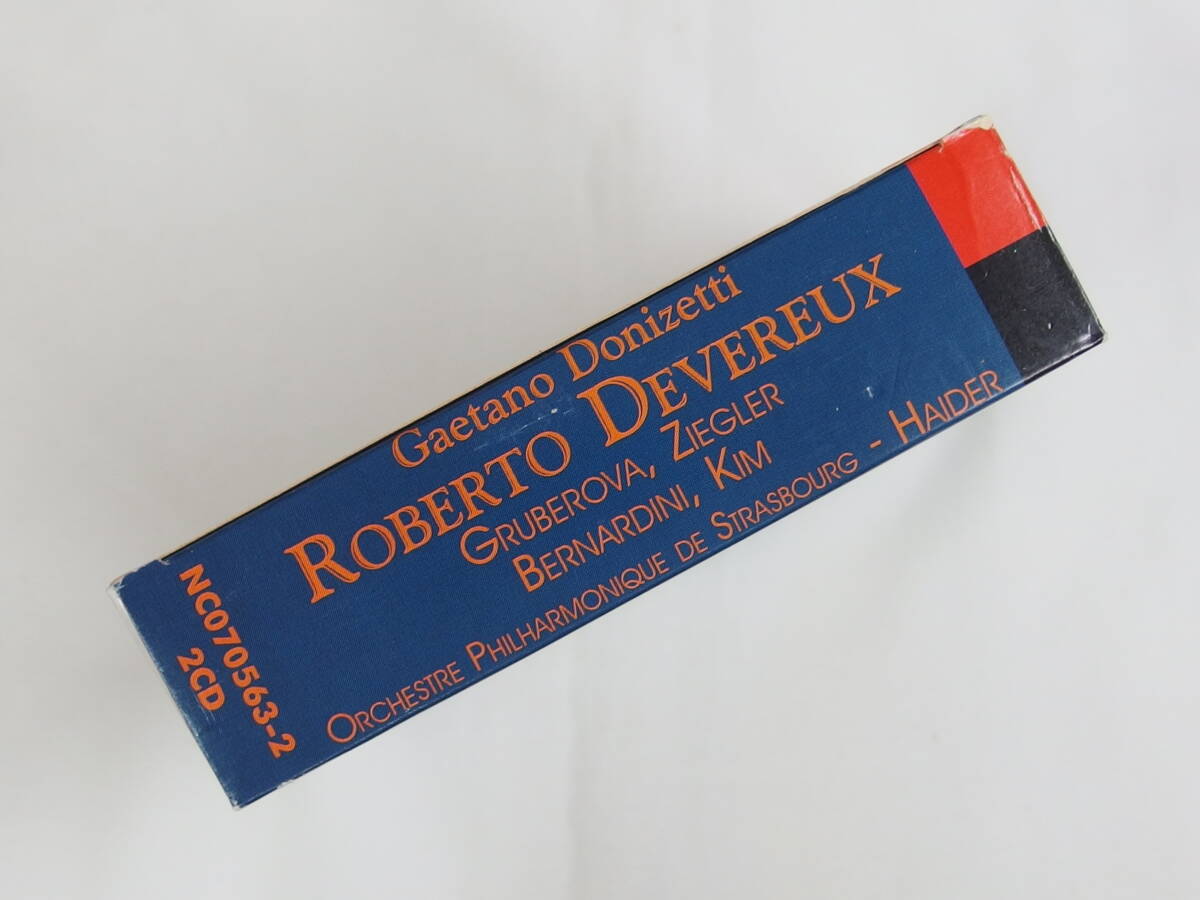 Gaetano Donizetti
ROBERTO DEVEREUX
GRUBEROVA, ZIEGLER
BERNARDINI, KIM
ORCHESTRE PHILHARMONIQUE DE STRASBOURG - HAIDER
NC070563-2
2CD